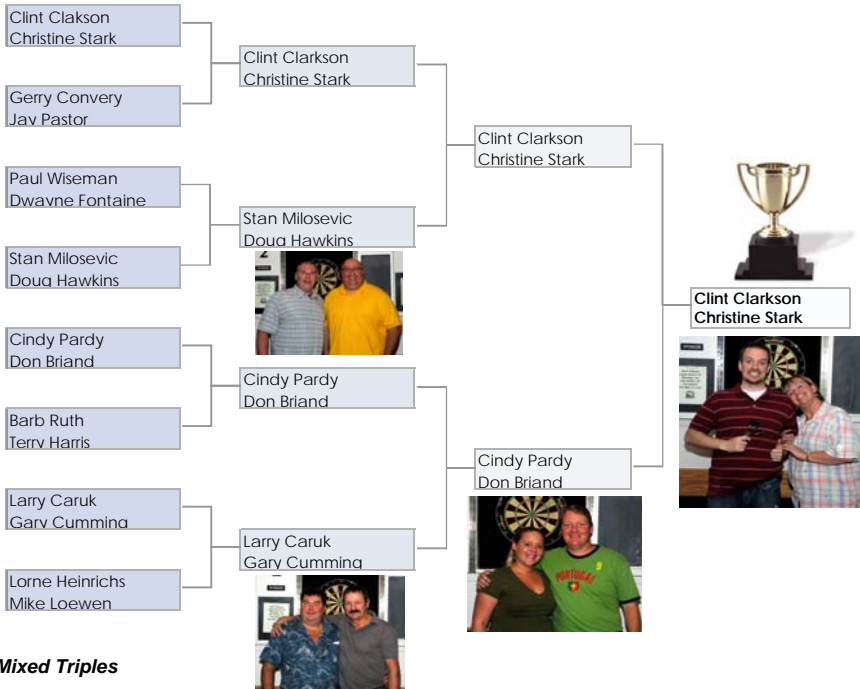 Clint Clakson
Christine Stark
Gerry Convery
Jay Pastor
Paul Wiseman
Dwayne Fontaine
Stan Milosevic
Doug Hawkins
Cindy Pardy
Don Briand
Barb Ruth
Terry Harris
Larry Caruk
Gary Cumming
Lorne Heinrichs
Mike Loewen
Clint Clarkson
Christine Stark
Stan Milosevic
Doug Hawkins
Cindy Pardy
Don Briand
Larry Caruk
Gary Cumming
Clint Clarkson
Christine Stark
Cindy Pardy
Don Briand
PORTUGAL
Clint Clarkson
Christine Stark
Mixed Triples